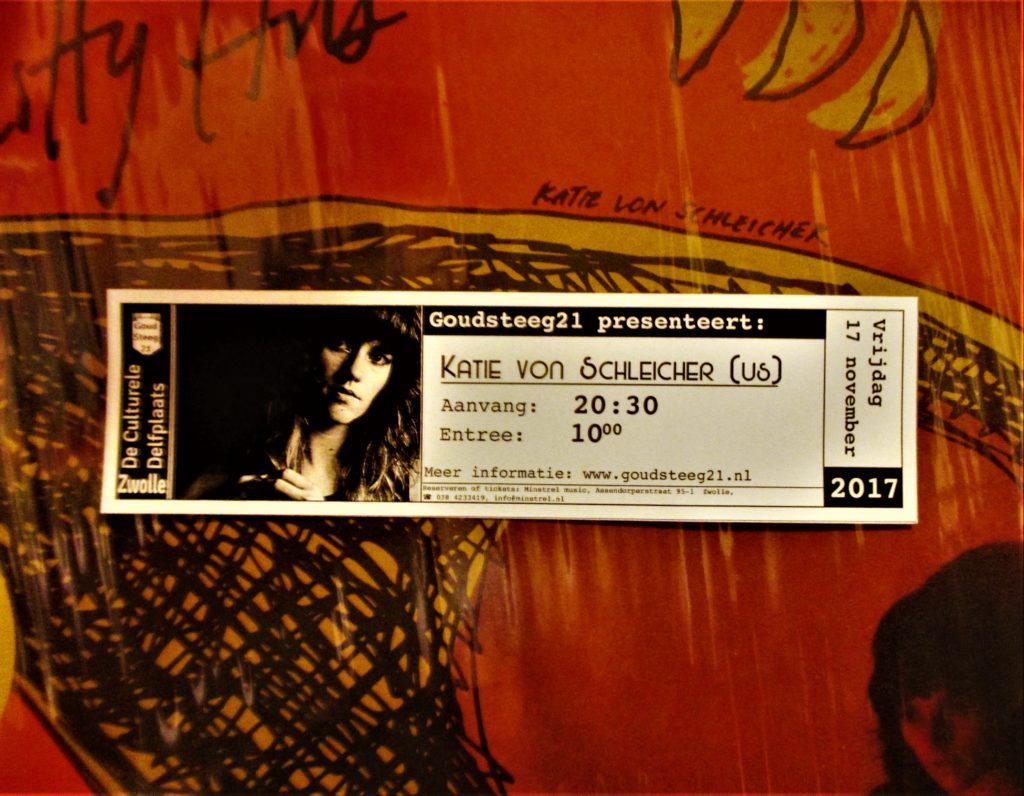 itty Hits
KATIE VON SCHLEICHER
Goud
Steeg
21
De Culturele
Delfplaats
Zwolle
Goudsteeg21 presenteert:
KATIE VON SCHLEICHER (US)
Aanvang: 20:30
Entree: 10⁰⁰
Meer informatie: www.goudsteeg21.nl
Reserveren of tickets: Minstrel music, Assendorperstraat 95-1 Zwolle,
☎ 038 4233419, info@minstrel.nl
Vrijdag
17 november
2017